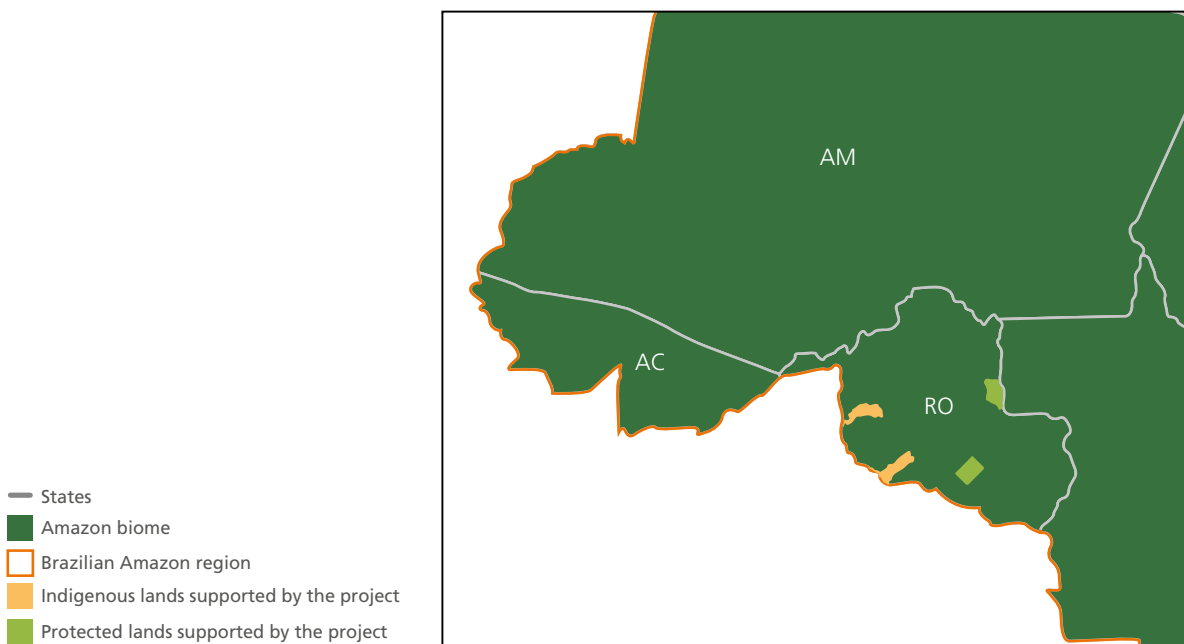 AM
AC
RO
States
Amazon biome
Brazilian Amazon region
Indigenous lands supported by the project
Protected lands supported by the project